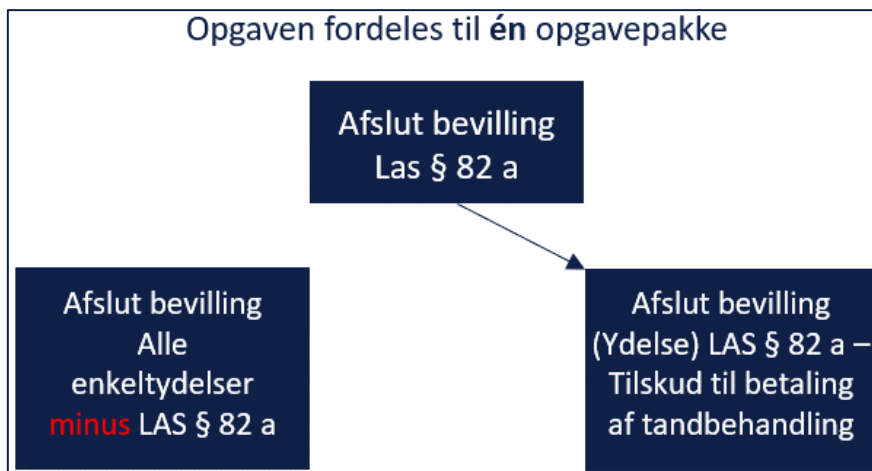 Opgaven fordeles til én opgavepakke
Afslut bevilling
Las § 82 a
Afslut bevilling
Alle
enkeltydelser
minus LAS § 82 a
Afslut bevilling
(Ydelse) LAS § 82 a –
Tilskud til betaling
af tandbehandling